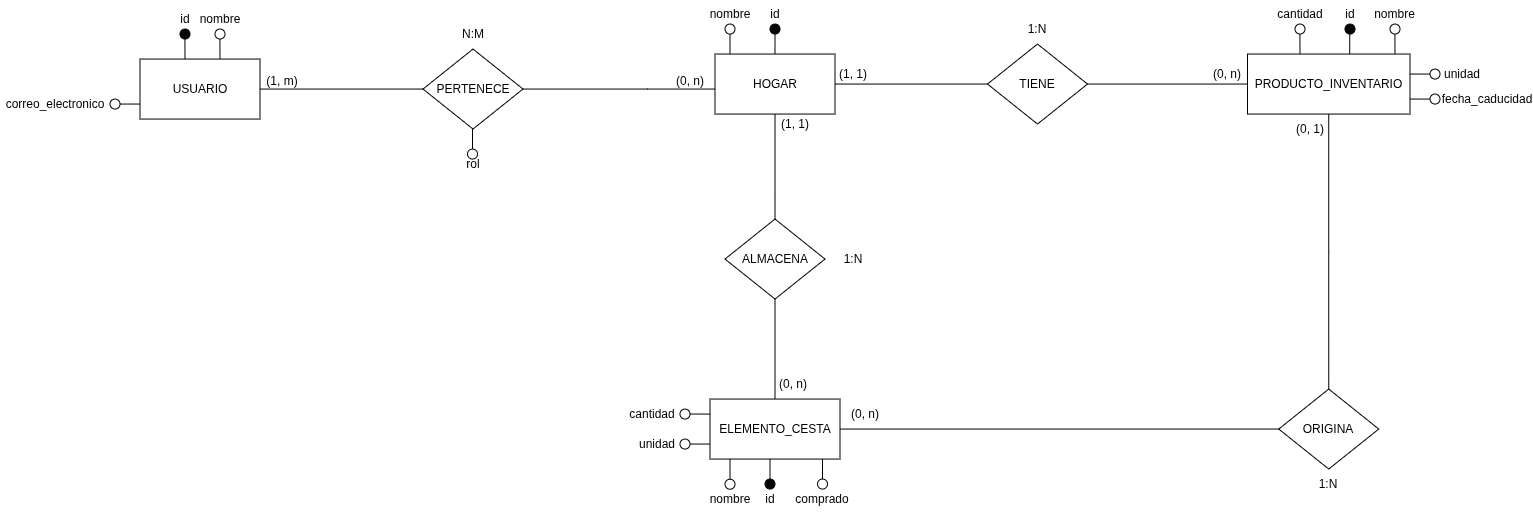 id nombre
nombre id
cantidad id nombre
N:M
1:N
USUARIO
(1, m)
PERTENECE
(0, n)
HOGAR
(1, 1)
TIENE
(0, n)
PRODUCTO_INVENTARIO
unidad
fecha_caducidad
correo_electronico
rol
(1, 1)
(0, 1)
ALMACENA
1:N
(0, n)
cantidad
unidad
ELEMENTO_CESTA
(0, n)
ORIGINA
1:N
nombre id comprado